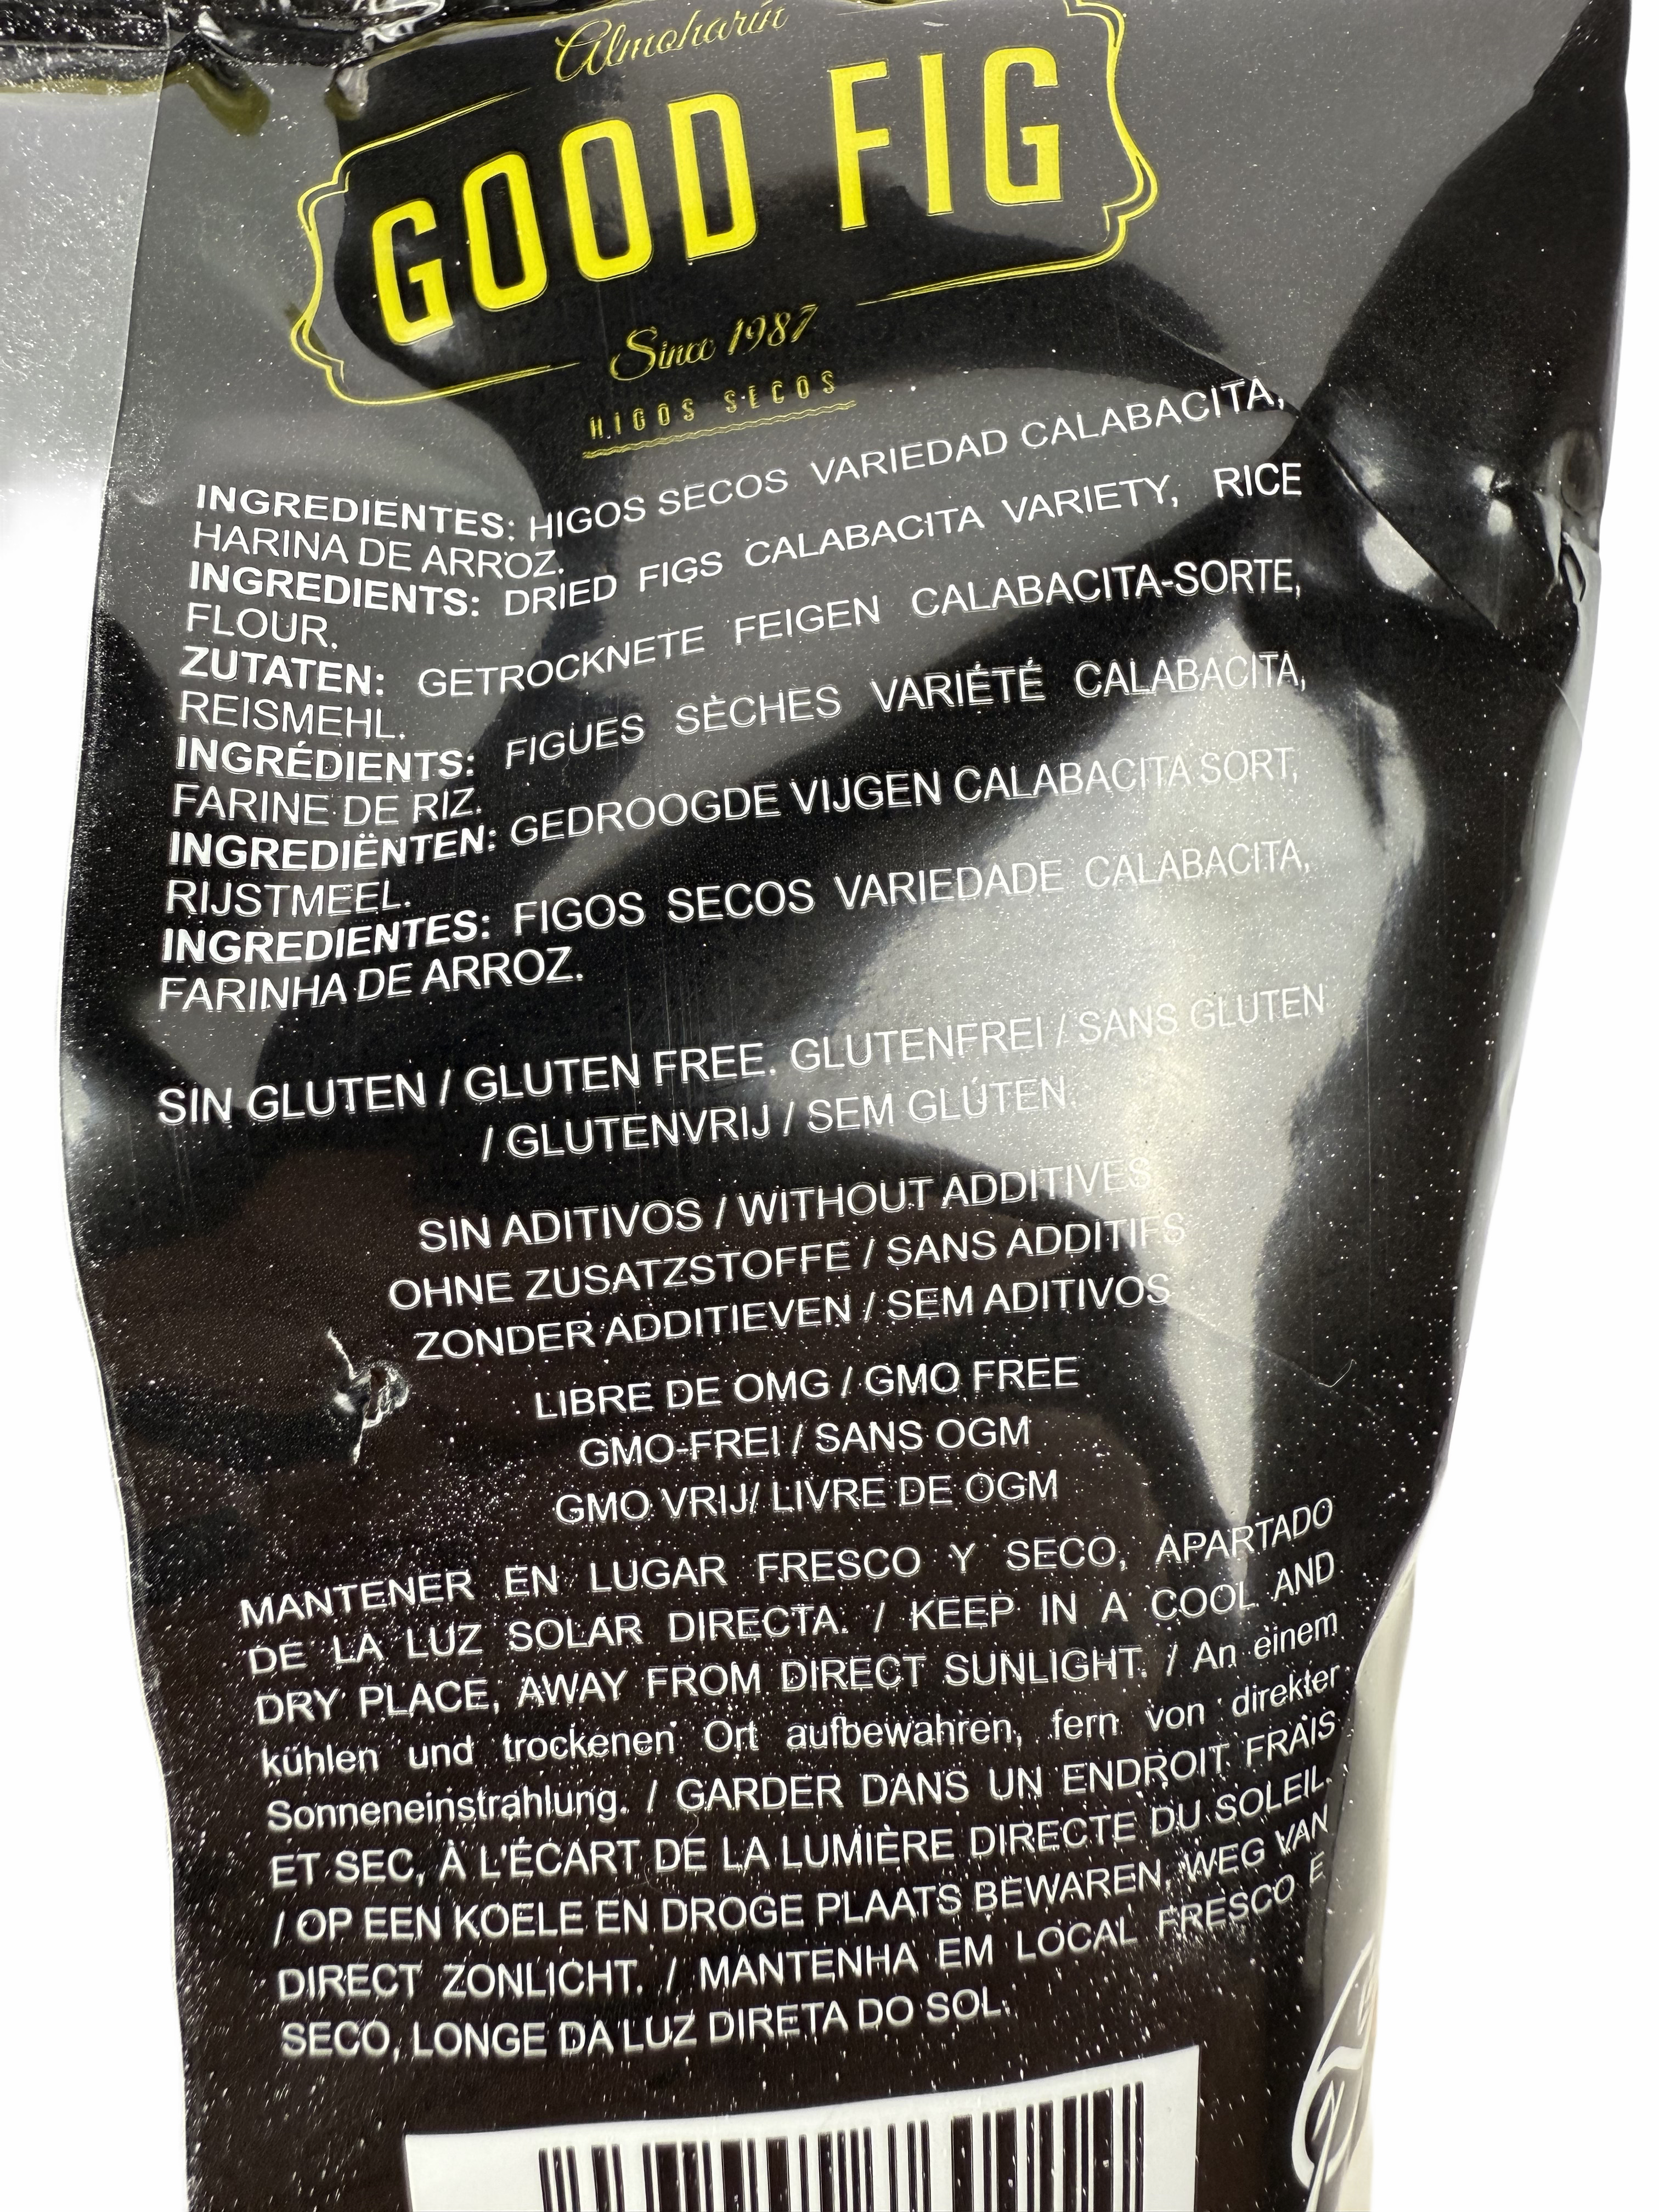 Almoharín
GOOD FIG
Since 1987
HIGOS SECOS
INGREDIENTES: HIGOS SECOS VARIEDAD CALABACITA,
HARINA DE ARROZ.
INGREDIENTS: DRIED FIGS CALABACITA VARIETY, RICE
FLOUR.
ZUTATEN: GETROCKNETE FEIGEN CALABACITA-SORTE,
REISMEHL.
INGRÉDIENTS: FIGUES SÈCHES VARIÉTÉ CALABACITA,
FARINE DE RIZ.
INGREDIËNTEN: GEDROOGDE VIJGEN CALABACITA SORT,
RIJSTMEEL.
INGREDIENTES: FIGOS SECOS VARIEDADE CALABACITA,
FARINHA DE ARROZ.
SIN GLUTEN / GLUTEN FREE. GLUTENFREI / SANS GLUTEN
/ GLUTENVRIJ / SEM GLÚTEN.
SIN ADITIVOS / WITHOUT ADDITIVES
OHNE ZUSATZSTOFFE / SANS ADDITIFS
ZONDER ADDITIEVEN / SEM ADITIVOS
LIBRE DE OMG / GMO FREE
GMO-FREI / SANS OGM
GMO VRIJ/ LIVRE DE OGM
MANTENER EN LUGAR FRESCO Y SECO, APARTADO
DE LA LUZ SOLAR DIRECTA. / KEEP IN A COOL AND
DRY PLACE, AWAY FROM DIRECT SUNLIGHT. / An einem
kühlen und trockenen Ort aufbewahren, fern von direkter
Sonneneinstrahlung. / GARDER DANS UN ENDROIT FRAIS
ET SEC, À L'ÉCART DE LA LUMIÈRE DIRECTE DU SOLEIL.
/ OP EEN KOELE EN DROGE PLAATS BEWAREN, WEG VAN
DIRECT ZONLICHT. / MANTENHA EM LOCAL FRESCO E
SECO, LONGE DA LUZ DIRETA DO SOL.